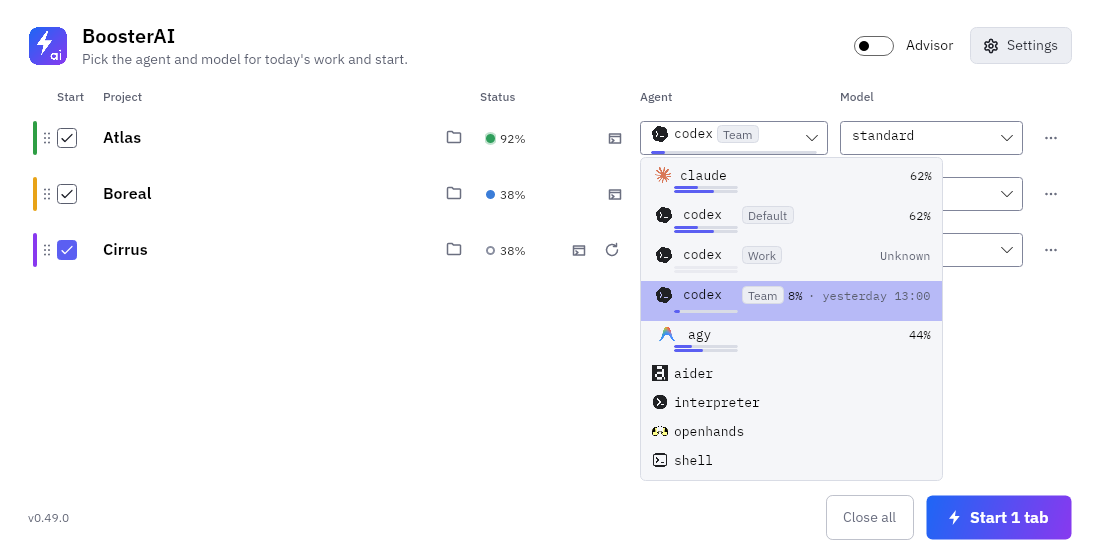 BoosterAI
ai
Pick the agent and model for today's work and start.
Advisor
Settings
Start Project Status Agent Model
Atlas 92% codex Team standard
Boreal 38%
Cirrus 38%
claude 62%
codex Default 62%
codex Work Unknown
codex Team 8% · yesterday 13:00
agy 44%
aider
interpreter
openhands
shell
v0.49.0
Close all
Start 1 tab